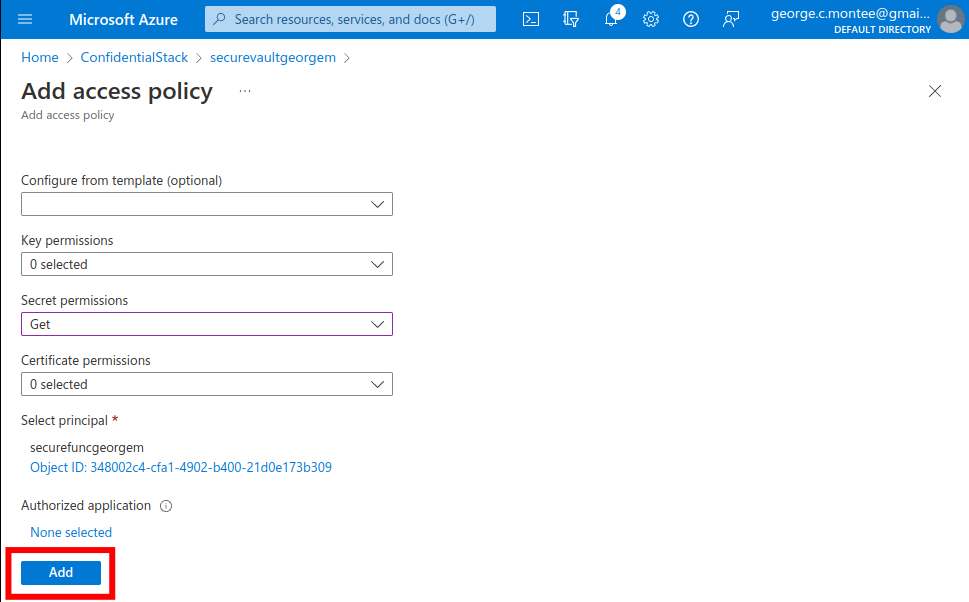 Microsoft Azure
Search resources, services, and docs (G+/)
4
george.c.montee@gmai...
DEFAULT DIRECTORY
Home > ConfidentialStack > securevaultgeorgem >
Add access policy ...
Add access policy
Configure from template (optional)
Key permissions
0 selected
Secret permissions
Get
Certificate permissions
0 selected
Select principal *
securefuncgeorgem
Object ID: 348002c4-cfa1-4902-b400-21d0e173b309
Authorized application
None selected
Add